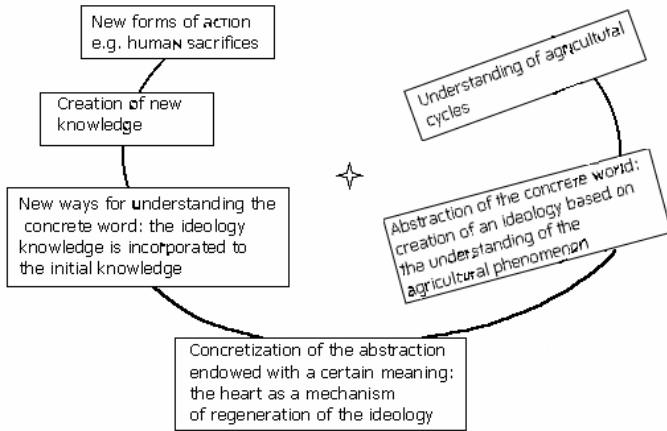 New forms of action
e.g. human sacrifices
Creation of new
knowledge
New ways for understanding the
concrete word: the ideology
knowledge is incorporated to
the initial knowledge
Concretization of the abstraction
endowed with a certain meaning:
the heart as a mechanism
of regeneration of the ideology
Abstraction of the concrete world:
creation of an ideology based on
the understanding of the
agricultural phenomenon
Understanding of agricultural
cycles